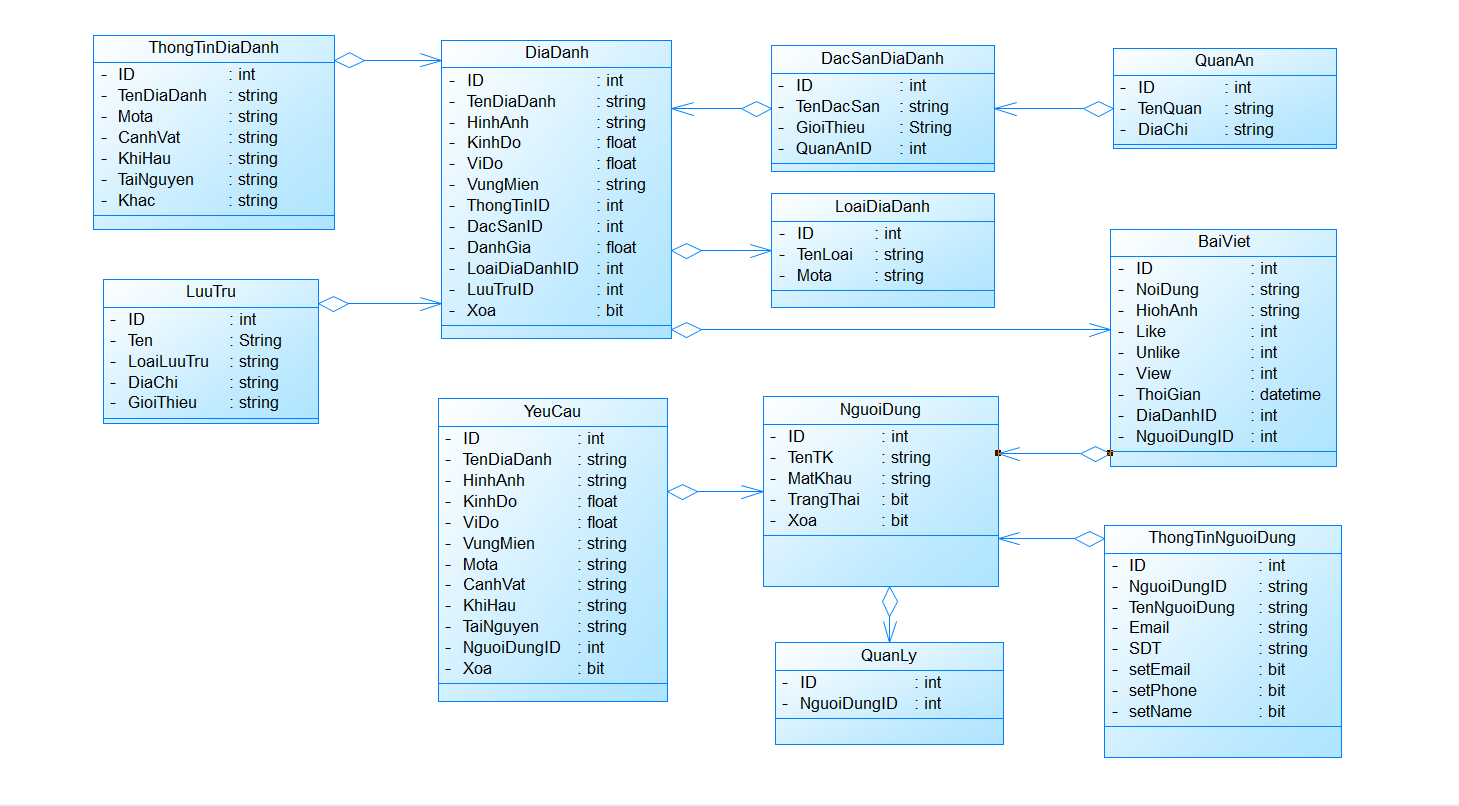 ThongTinDiaDanh
- ID : int
- TenDiaDanh : string
- Mota : string
- CanhVat : string
- KhiHau : string
- TaiNguyen : string
- Khac : string
DiaDanh
- ID : int
- TenDiaDanh : string
- HinhAnh : string
- KinhDo : float
- ViDo : float
- VungMien : string
- ThongTinID : int
- DacSanID : int
- DanhGia : float
- LoaiDiaDanhID : int
- LuuTruID : int
- Xoa : bit
DacSanDiaDanh
- ID : int
- TenDacSan : string
- GioiThieu : String
- QuanAnID : int
QuanAn
- ID : int
- TenQuan : string
- DiaChi : string
LoaiDiaDanh
- ID : int
- TenLoai : string
- Mota : string
BaiViet
- ID : int
- NoiDung : string
- HiohAnh : string
- Like : int
- Unlike : int
- View : int
- ThoiGian : datetime
- DiaDanhID : int
- NguoiDungID : int
LuuTru
- ID : int
- Ten : String
- LoaiLuuTru : string
- DiaChi : string
- GioiThieu : string
YeuCau
- ID : int
- TenDiaDanh : string
- HinhAnh : string
- KinhDo : float
- ViDo : float
- VungMien : string
- Mota : string
- CanhVat : string
- KhiHau : string
- TaiNguyen : string
- NguoiDungID : int
- Xoa : bit
NguoiDung
- ID : int
- TenTK : string
- MatKhau : string
- TrangThai : bit
- Xoa : bit
ThongTinNguoiDung
- ID : int
- NguoiDungID : string
- TenNguoiDung : string
- Email : string
- SDT : string
- setEmail : bit
- setPhone : bit
- setName : bit
QuanLy
- ID : int
- NguoiDungID : int